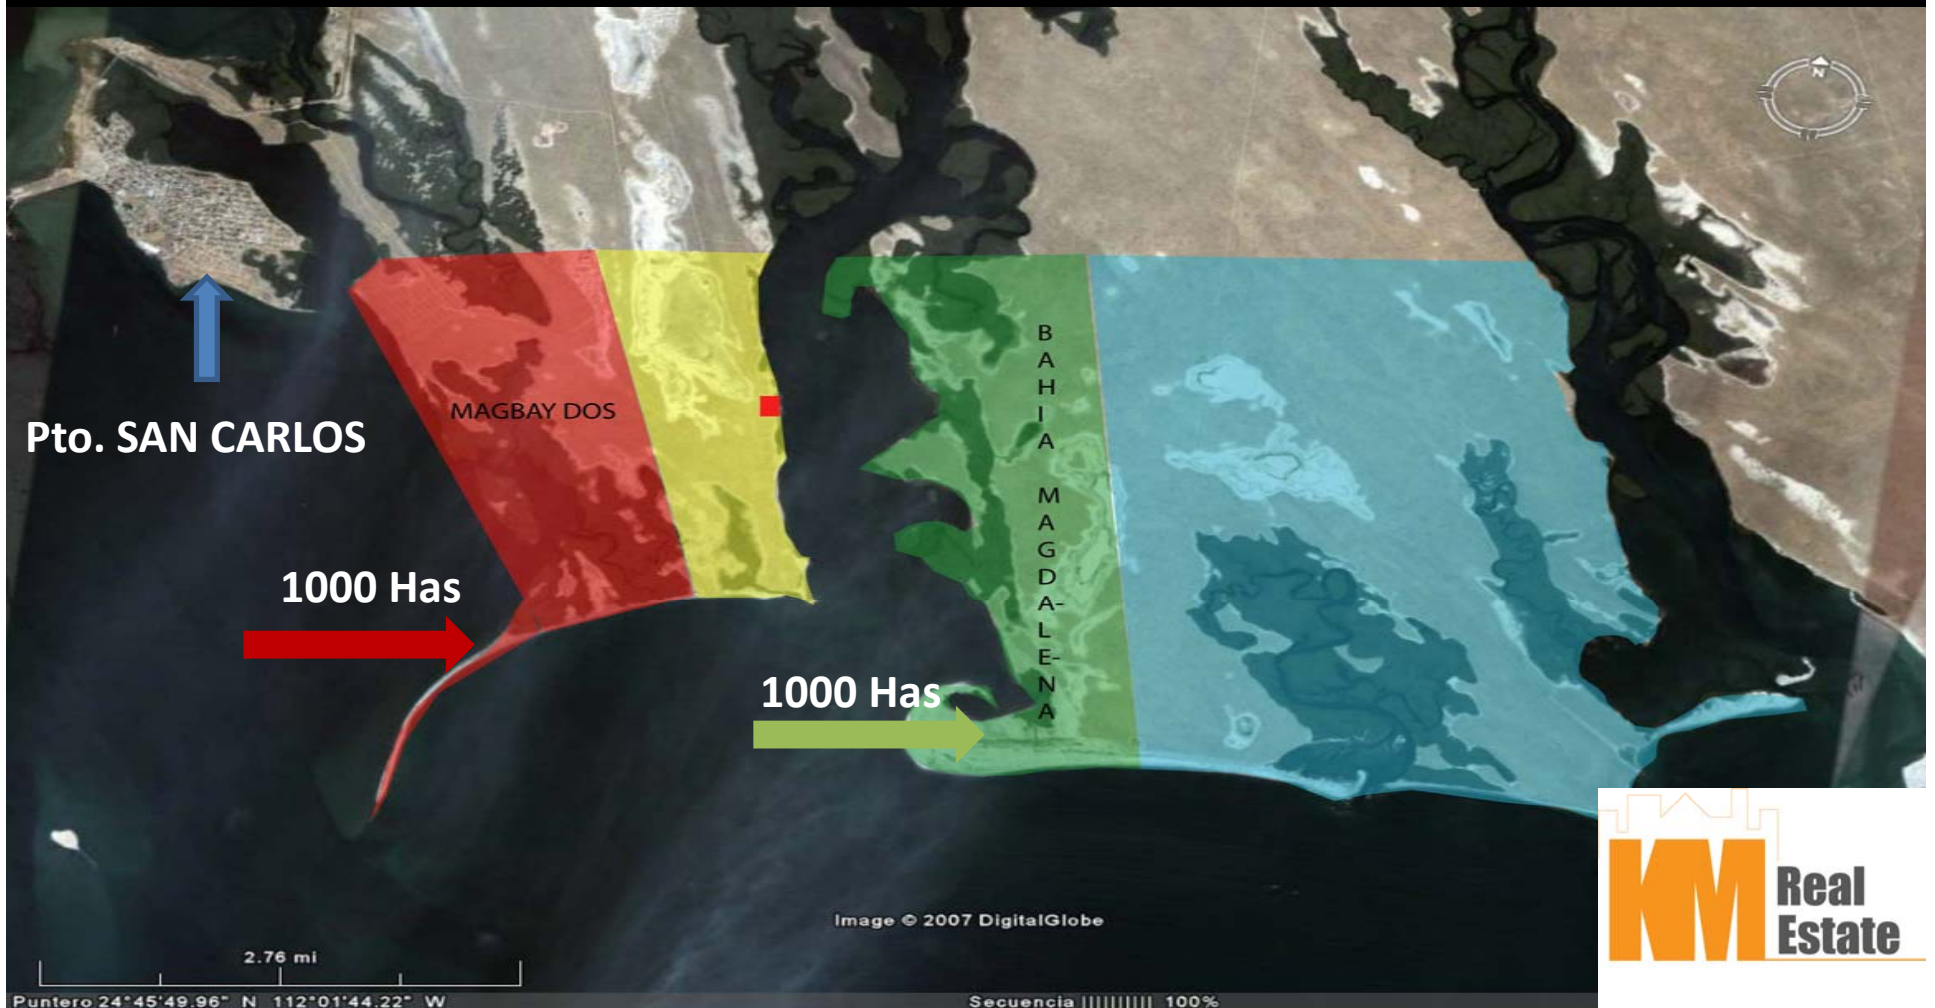 N
MAGBAY DOS
Pto. SAN CARLOS
B
A
H
I
A
M
A
G
D
A-
L
E-
N
A
1000 Has
1000 Has
Image © 2007 DigitalGlobe
KM Real
Estate
2.76 mi
Puntero 24°45'49.96" N 112°01'44.22" W
Secuencia |||||||||| 100%